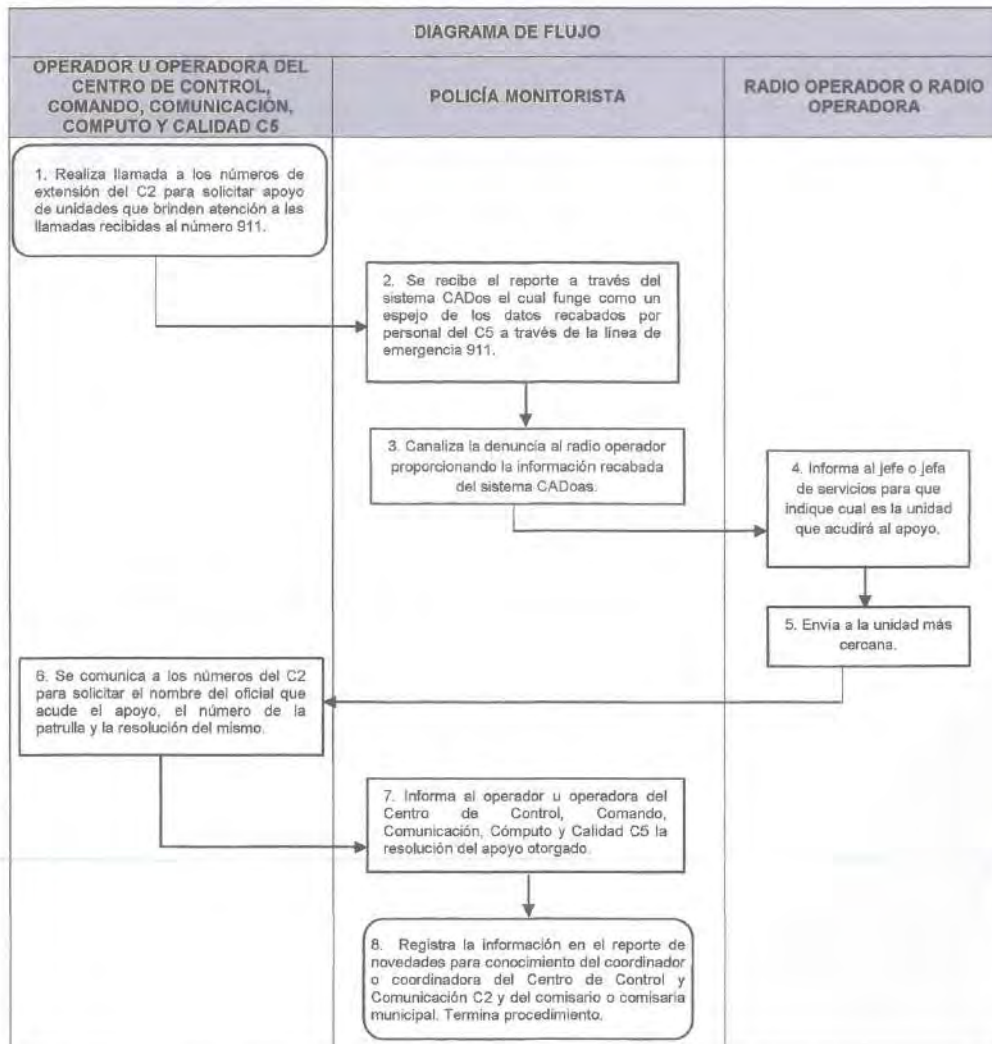 DIAGRAMA DE FLUJO
OPERADOR U OPERADORA DEL
CENTRO DE CONTROL,
COMANDO, COMUNICACIÓN,
COMPUTO Y CALIDAD C5
POLICÍA MONITORISTA
RADIO OPERADOR O RADIO
OPERADORA
1. Realiza llamada a los números de
extensión del C2 para solicitar apoyo
de unidades que brinden atención a las
llamadas recibidas al número 911.
2. Se recibe el reporte a través del
sistema CADos el cual funge como un
espejo de los datos recabados por
personal del C5 a través de la línea de
emergencia 911.
3. Canaliza la denuncia al radio operador
proporcionando la información recabada
del sistema CADoas.
4. Informa al jefe o jefa
de servicios para que
indique cual es la unidad
que acudirá al apoyo.
5. Envía a la unidad más
cercana.
6. Se comunica a los números del C2
para solicitar el nombre del oficial que
acude el apoyo, el número de la
patrulla y la resolución del mismo.
7. Informa al operador u operadora del
Centro de Control, Comando,
Comunicación, Cómputo y Calidad C5 la
resolución del apoyo otorgado.
8. Registra la información en el reporte de
novedades para conocimiento del coordinador
o coordinadora del Centro de Control y
Comunicación C2 y del comisario o comisaria
municipal. Termina procedimiento.